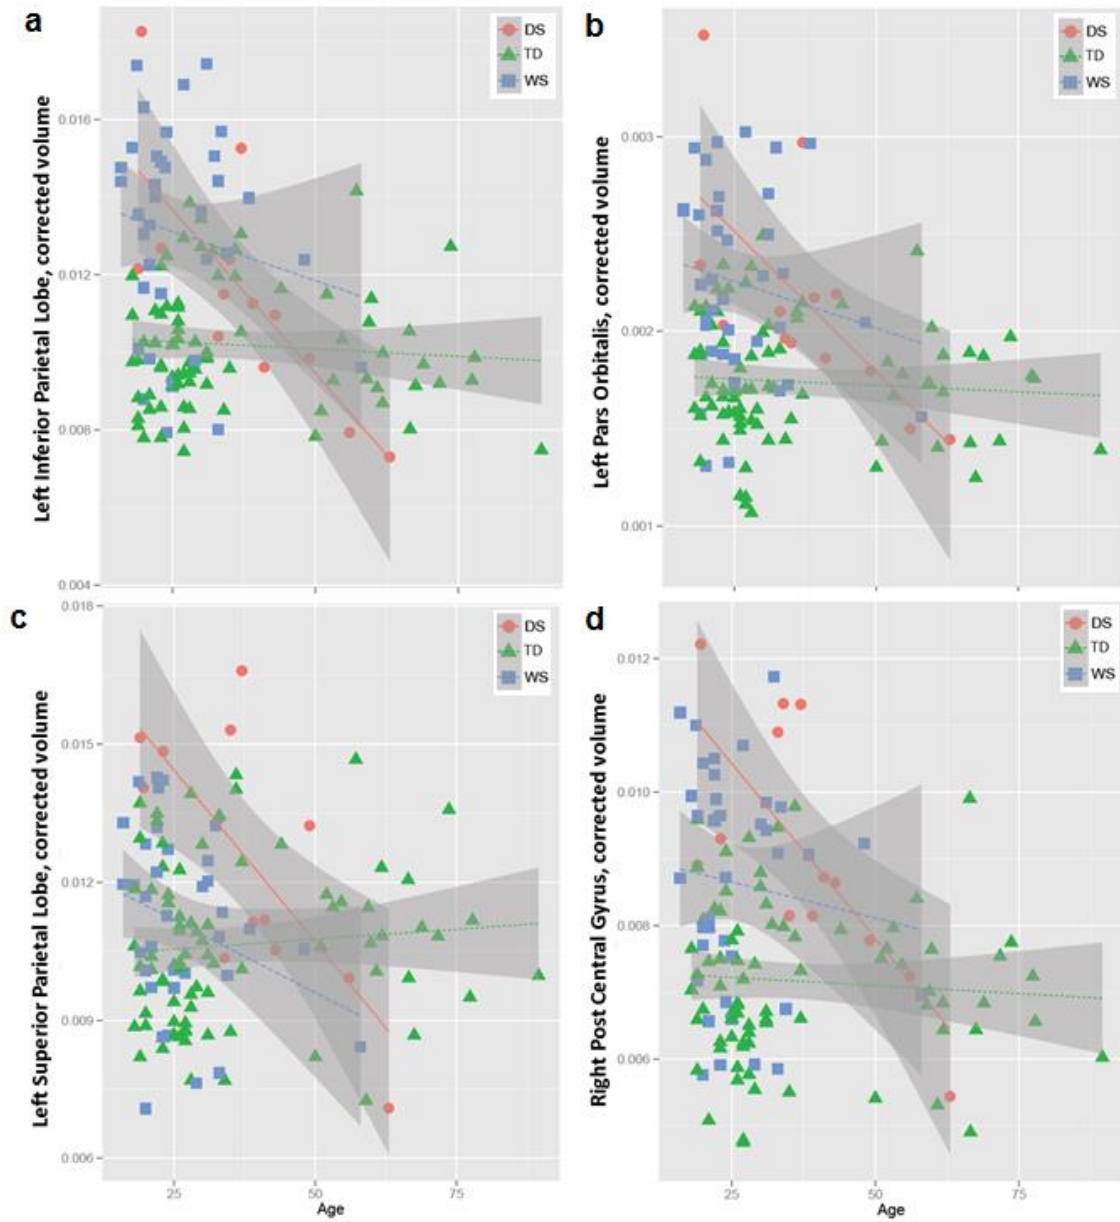 a
Left Inferior Parietal Lobe, corrected volume
0.016
0.012
0.008
0.004
DS
TD
WS
b
Left Pars Orbitalis, corrected volume
0.003
0.002
0.001
DS
TD
WS
c
Left Superior Parietal Lobe, corrected volume
0.018
0.015
0.012
0.009
0.006
DS
TD
WS
25
50
75
Age
d
Right Post Central Gyrus, corrected volume
0.012
0.010
0.008
0.006
DS
TD
WS
25
50
75
Age